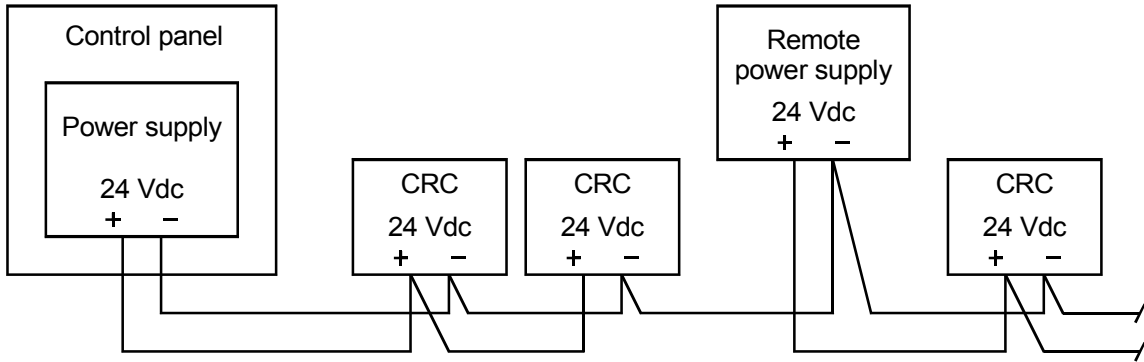 Control panel
Power supply
24 Vdc
+ −
CRC
24 Vdc
+ −
CRC
24 Vdc
+ −
Remote
power supply
24 Vdc
+ −
CRC
24 Vdc
+ −